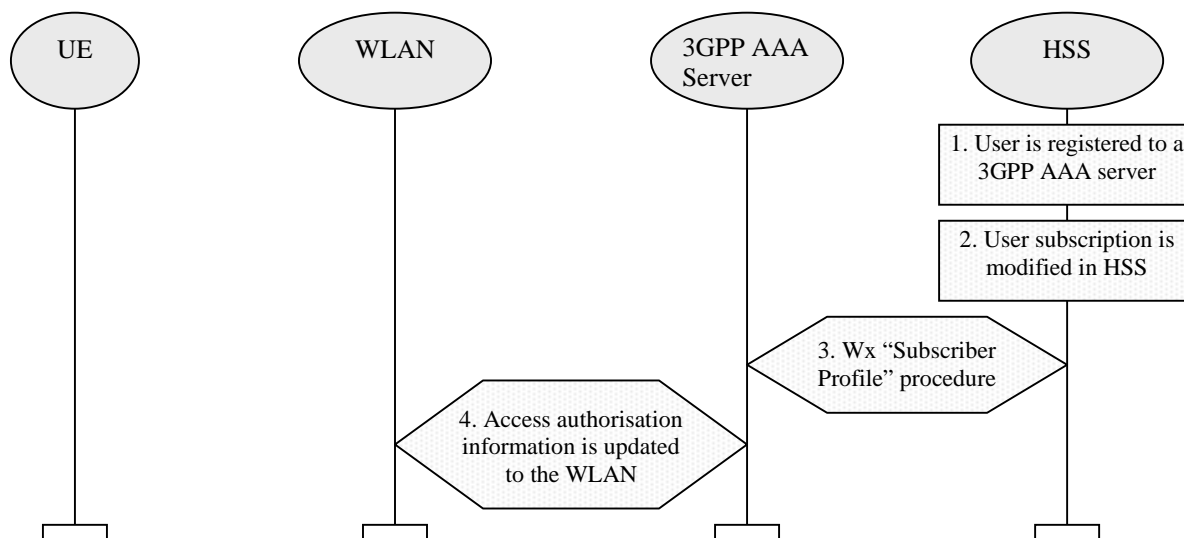 UE
WLAN
3GPP AAA
Server
HSS
1. User is registered to a
3GPP AAA server
2. User subscription is
modified in HSS
3. Wx “Subscriber
Profile” procedure
4. Access authorisation
information is updated
to the WLAN